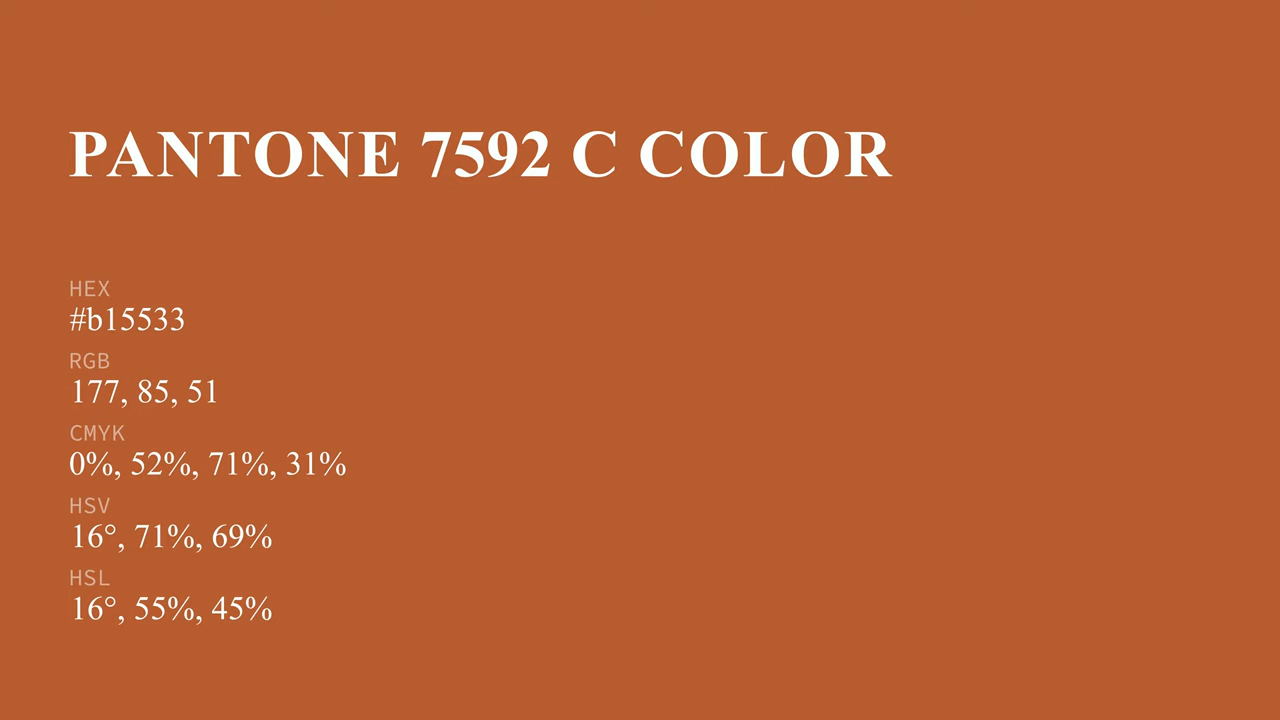 PANTONE 7592 C COLOR
HEX
#b15533
RGB
177, 85, 51
CMYK
0%, 52%, 71%, 31%
HSV
16°, 71%, 69%
HSL
16°, 55%, 45%